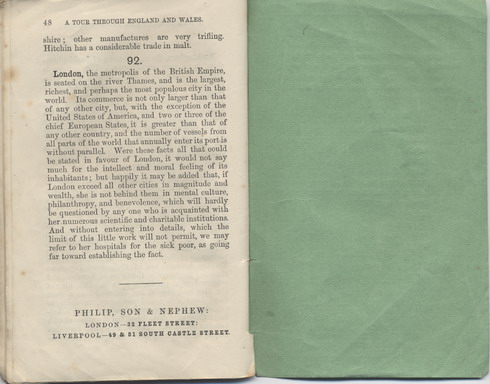 48 A TOUR THROUGH ENGLAND AND WALES.
shire; other manufactures are very trifling.
Hitchin has a considerable trade in malt.
92.
London, the metropolis of the British Empire,
is seated on the river Thames, and is the largest,
richest, and perhaps the most populous city in the
world. Its commerce is not only larger than that
of any other city, but, with the exception of the
United States of America, and two or three of the
chief European States, it is greater than that of
any other country, and the number of vessels from
all parts of the world that annually enter its port is
without parallel. Were these facts all that could
be stated in favour of London, it would not say
much for the intellect and moral feeling of its
inhabitants; but happily it may be added that, if
London exceed all other cities in magnitude and
wealth, she is not behind them in mental culture,
philanthropy, and benevolence, which will hardly
be questioned by any one who is acquainted with
her numerous scientific and charitable institutions.
And without entering into details, which the
limit of this little work will not permit, we may
refer to her hospitals for the sick poor, as going
far toward establishing the fact.
PHILIP, SON & NEPHEW:
LONDON—32 FLEET STREET:
LIVERPOOL—49 & 51 SOUTH CASTLE STREET.